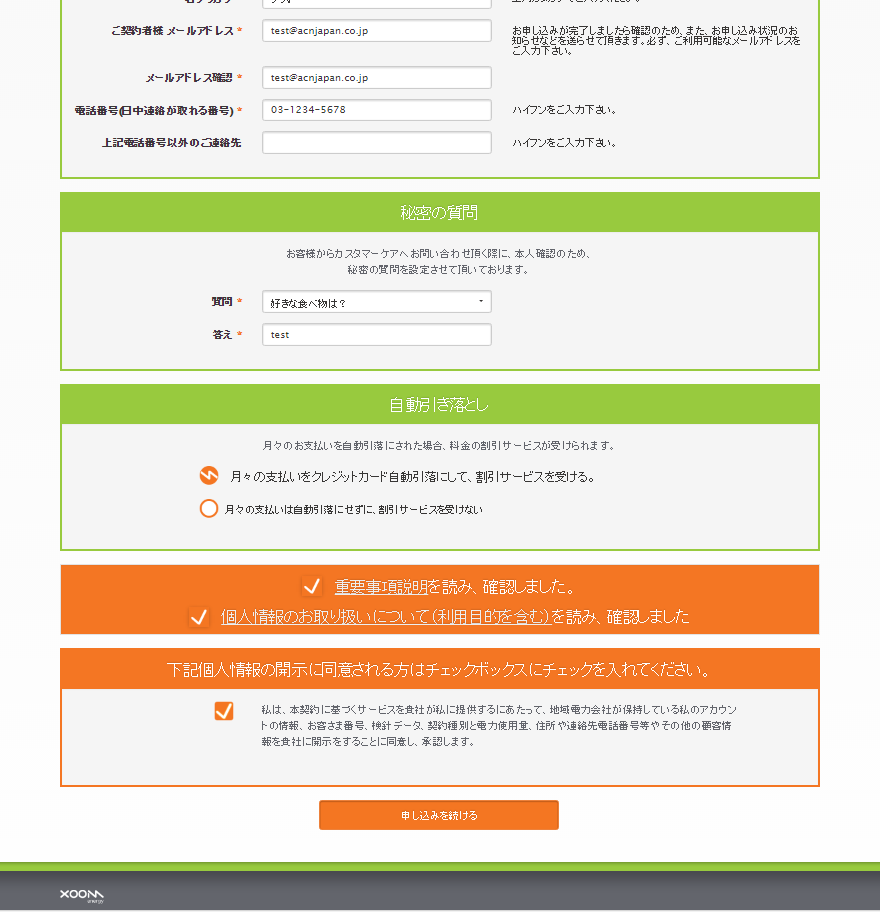 ご契約者様 メールアドレス *
test@acnjapan.co.jp
お申し込みが完了しましたら確認のため、また、お申し込み状況のお
知らせなどを送らせて頂きます。必ず、ご利用可能なメールアドレスを
ご入力下さい。
メールアドレス確認 *
test@acnjapan.co.jp
電話番号(日中連絡が取れる番号) *
03-1234-5678
ハイフンをご入力下さい。
上記電話番号以外のご連絡先
ハイフンをご入力下さい。
秘密の質問
お客様からカスタマーケアへお問い合わせ頂く際に、本人確認のため、
秘密の質問を設定させて頂いております。
質問 *
好きな食べ物は?
答え *
test
自動引き落とし
月々のお支払いを自動引落にされた場合、料金の割引サービスが受けられます。
月々の支払いをクレジットカード自動引落にして、割引サービスを受ける。
月々の支払いは自動引落にせずに、割引サービスを受けない
重要事項説明を読み、確認しました。
個人情報のお取り扱いについて(利用目的を含む)を読み、確認しました
下記個人情報の開示に同意される方はチェックボックスにチェックを入れてください。
私は、本契約に基づくサービスを貴社が私に提供するにあたって、地域電力会社が保持している私のアカウン
トの情報、お客さま番号、検針データ、契約種別と電力使用量、住所や連絡先電話番号等やその他の顧客情
報を貴社に開示をすることに同意し、承認します。
申し込みを続ける
XOOM
energy